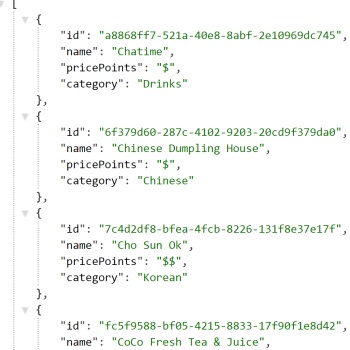 [
{
"id": "a8868ff7-521a-40e8-8abf-2e10969dc745",
"name": "Chatime",
"pricePoints": "$",
"category": "Drinks"
},
{
"id": "6f379d60-287c-4102-9203-20cd9f379da0",
"name": "Chinese Dumpling House",
"pricePoints": "$",
"category": "Chinese"
},
{
"id": "7c4d2df8-bfea-4fcb-8226-131f8e37e17f",
"name": "Cho Sun Ok",
"pricePoints": "$$",
"category": "Korean"
},
{
"id": "fc5f9588-bf05-4215-8833-17f90f1e8d42",
"name": "CoCo Fresh Tea & Juice",